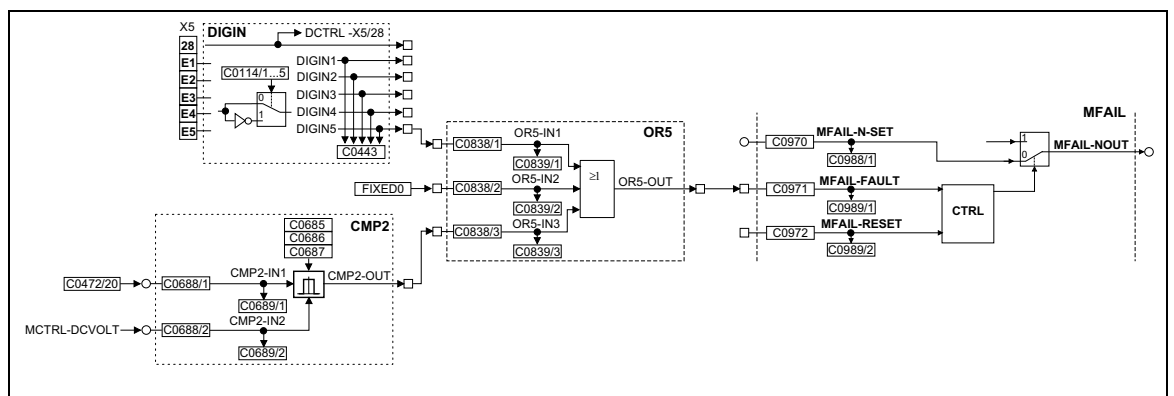 X5
DIGIN
DCTRL -X5/28
28
E1
E2
E3
E4
E5
C0114/1...5
0
1
DIGIN1
DIGIN2
DIGIN3
DIGIN4
DIGIN5
C0443
OR5
C0838/1
OR5-IN1
C0839/1
FIXED0
C0838/2
OR5-IN2
C0839/2
C0838/3
OR5-IN3
C0839/3
≥1
OR5-OUT
MFAIL
C0970
MFAIL-N-SET
C0988/1
1
0
MFAIL-NOUT
C0971
MFAIL-FAULT
C0989/1
CTRL
C0972
MFAIL-RESET
C0989/2
CMP2
C0685
C0686
C0687
C0472/20
C0688/1
CMP2-IN1
C0689/1
CMP2-OUT
MCTRL-DCVOLT
C0688/2
CMP2-IN2
C0689/2